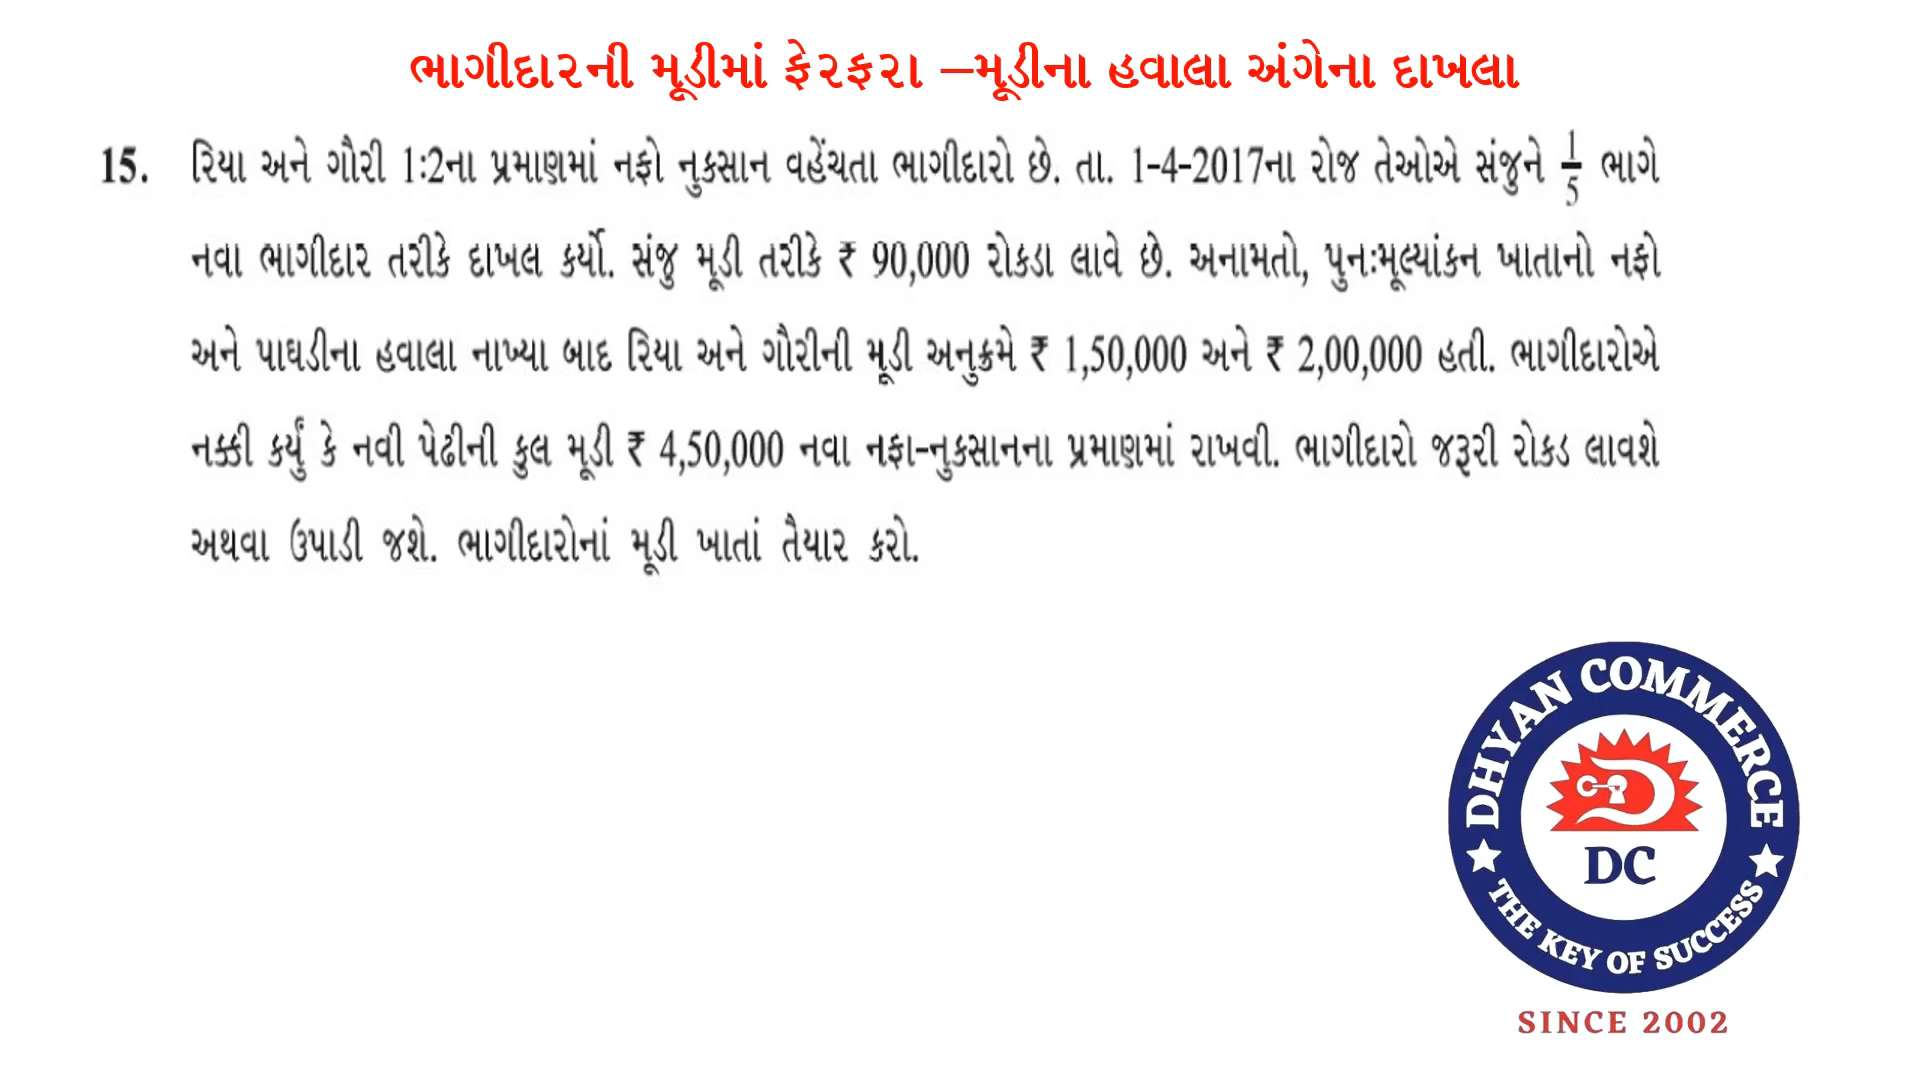 ભાગીદારની મૂડીમાં ફેરફારા –મૂડીના હવાલા અંગેના દાખલા
15. રિયા અને ગૌરી 1:2ના પ્રમાણમાં નફો નુકસાન વહેંચતા ભાગીદારો છે. તા. 1-4-2017ના રોજ તેઓએ સંજુને 1/5 ભાગે
નવા ભાગીદાર તરીકે દાખલ કર્યો. સંજુ મૂડી તરીકે ₹ 90,000 રોકડા લાવે છે. અનામતો, પુનઃમૂલ્યાંકન ખાતાનો નફો
અને પાઘડીના હવાલા નાખ્યા બાદ રિયા અને ગૌરીની મૂડી અનુક્રમે ₹ 1,50,000 અને ₹ 2,00,000 હતી. ભાગીદારોએ
નક્કી કર્યું કે નવી પેઢીની કુલ મૂડી ₹ 4,50,000 નવા નફા-નુકસાનના પ્રમાણમાં રાખવી. ભાગીદારો જરૂરી રોકડ લાવશે
અથવા ઉપાડી જશે. ભાગીદારોનાં મૂડી ખાતાં તૈયાર કરો.
DHYAN COMMERCE
DC
THE KEY OF SUCCESS
SINCE 2002